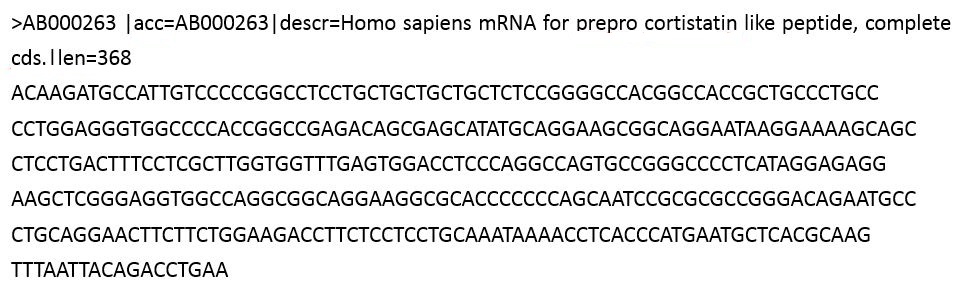 >AB000263 |acc=AB000263|descr=Homo sapiens mRNA for prepro cortistatin like peptide, complete
cds.|len=368
ACAAGATGCCATTGTCCCCCGGCCTCCTGCTGCTGCTGCTCTCCGGGGCCACGGCCACCGCTGCCCTGCC
CCTGGAGGGTGGCCCCACCGGCCGAGACAGCGAGCATATGCAGGAAGCGGCAGGAATAAGGAAAAGCAGC
CTCCTGACTTTCCTCGCTTGGTGGTTTGAGTGGACCTCCCAGGCCAGTGCCGGGCCCCTCATAGGAGAGG
AAGCTCGGGAGGTGGCCAGGCGGCAGGAAGGCGCACCCCCCCAGCAATCCGCGCGCCGGGACAGAATGCC
CTGCAGGAACTTCTTCTGGAAGACCTTCTCCTCCTGCAAATAAAACCTCACCCATGAATGCTCACGCAAG
TTTAATTACAGACCTGAA